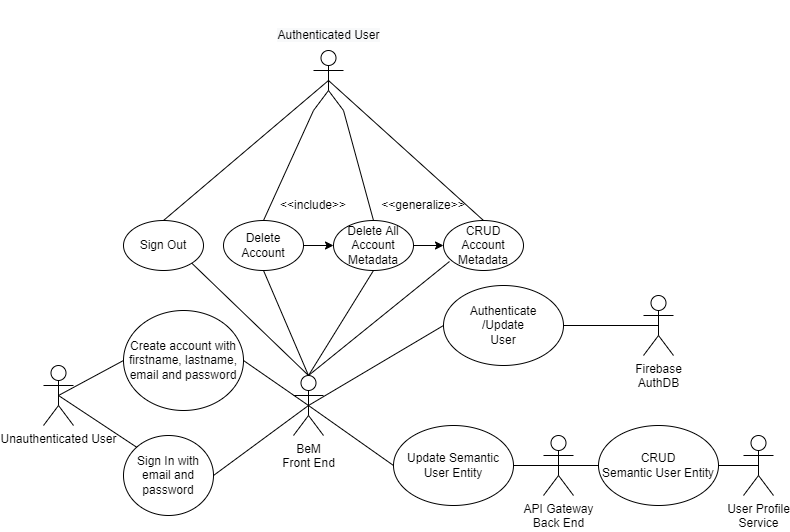 Authenticated User
<<include>>
<<generalize>>
Sign Out
Delete
Account
Delete All
Account
Metadata
CRUD
Account
Metadata
Authenticate
/Update
User
Create account with
firstname, lastname,
email and password
Firebase
AuthDB
Unauthenticated User
BeM
Front End
Sign In with
email and
password
Update Semantic
User Entity
CRUD
Semantic User Entity
API Gateway
Back End
User Profile
Service